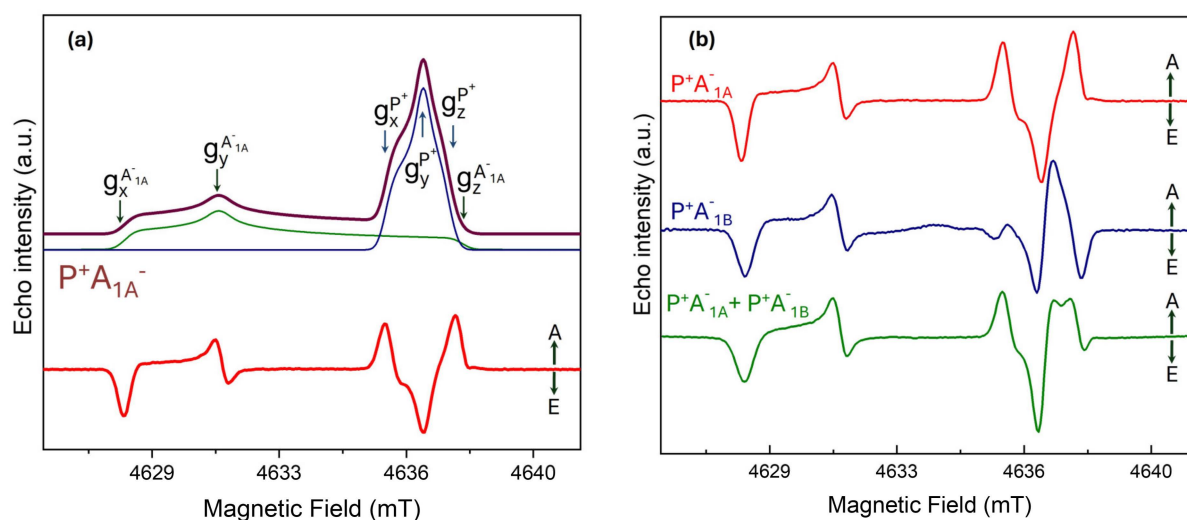 (a)
g_x^{A^-_{1A}}
g_y^{A^-_{1A}}
g_x^{P^+}
g_y^{P^+}
g_z^{P^+}
g_z^{A^-_{1A}}
P⁺A₁A⁻
A
E
Echo intensity (a.u.)
4629 4633 4636 4640
Magnetic Field (mT)
(b)
P⁺A⁻₁A
A
E
P⁺A⁻₁B
A
E
P⁺A⁻₁A + P⁺A⁻₁B
A
E
Echo intensity (a.u.)
4629 4633 4636 4640
Magnetic Field (mT)